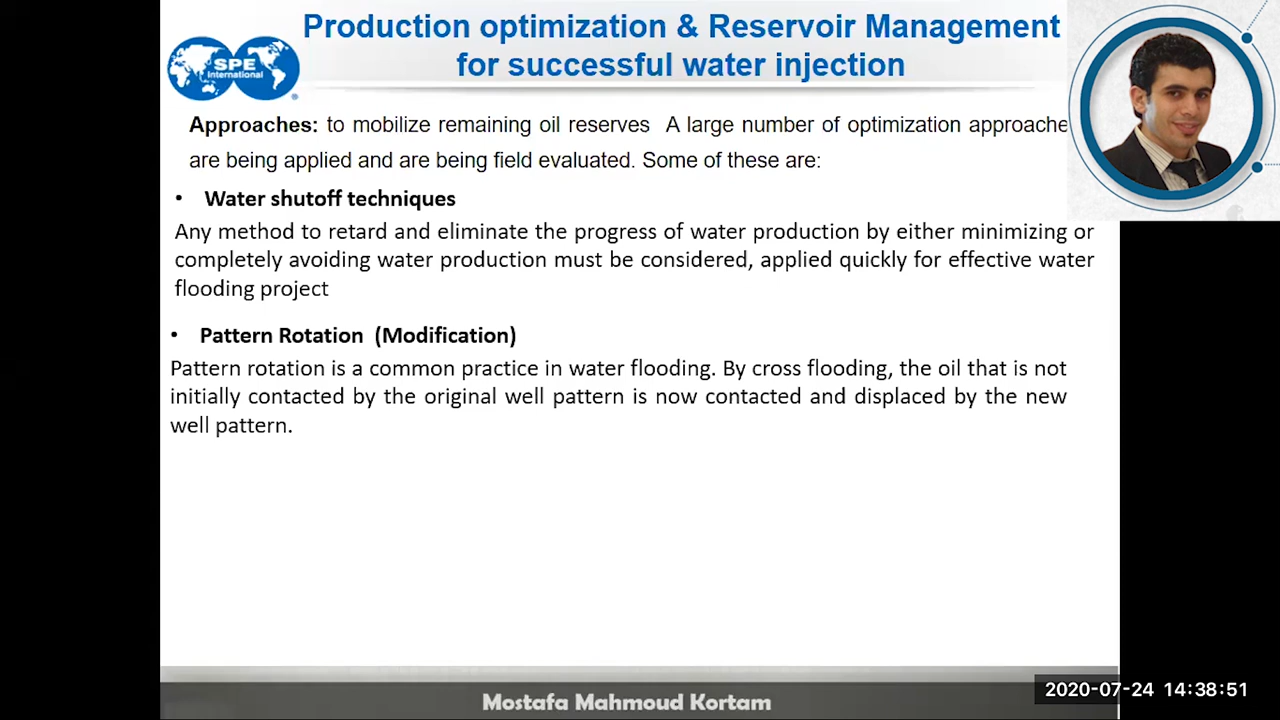 Production optimization & Reservoir Management
for successful water injection
SPE
International
Approaches: to mobilize remaining oil reserves A large number of optimization approache
are being applied and are being field evaluated. Some of these are:
• Water shutoff techniques
Any method to retard and eliminate the progress of water production by either minimizing or
completely avoiding water production must be considered, applied quickly for effective water
flooding project
• Pattern Rotation (Modification)
Pattern rotation is a common practice in water flooding. By cross flooding, the oil that is not
initially contacted by the original well pattern is now contacted and displaced by the new
well pattern.
Mostafa Mahmoud Kortam
2020-07-24 14:38:51